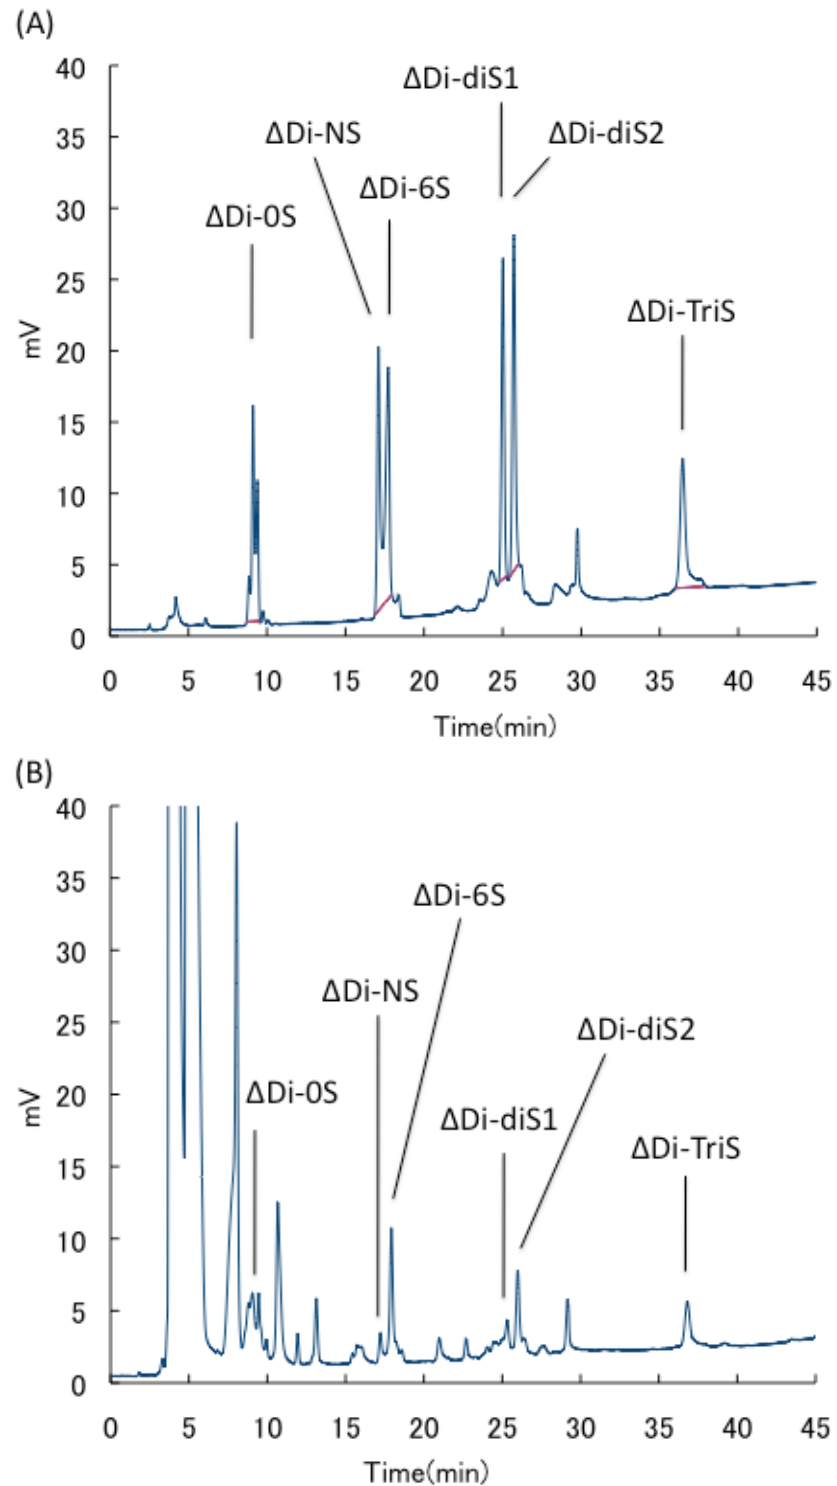 (A)
40
35
30
25
20
15
10
5
0
mV
ΔDi-diS1
ΔDi-NS
ΔDi-diS2
ΔDi-6S
ΔDi-0S
ΔDi-TriS
0 5 10 15 20 25 30 35 40 45
Time(min)
(B)
40
35
30
25
20
15
10
5
0
mV
ΔDi-6S
ΔDi-NS
ΔDi-diS2
ΔDi-0S
ΔDi-diS1
ΔDi-TriS
0 5 10 15 20 25 30 35 40 45
Time(min)